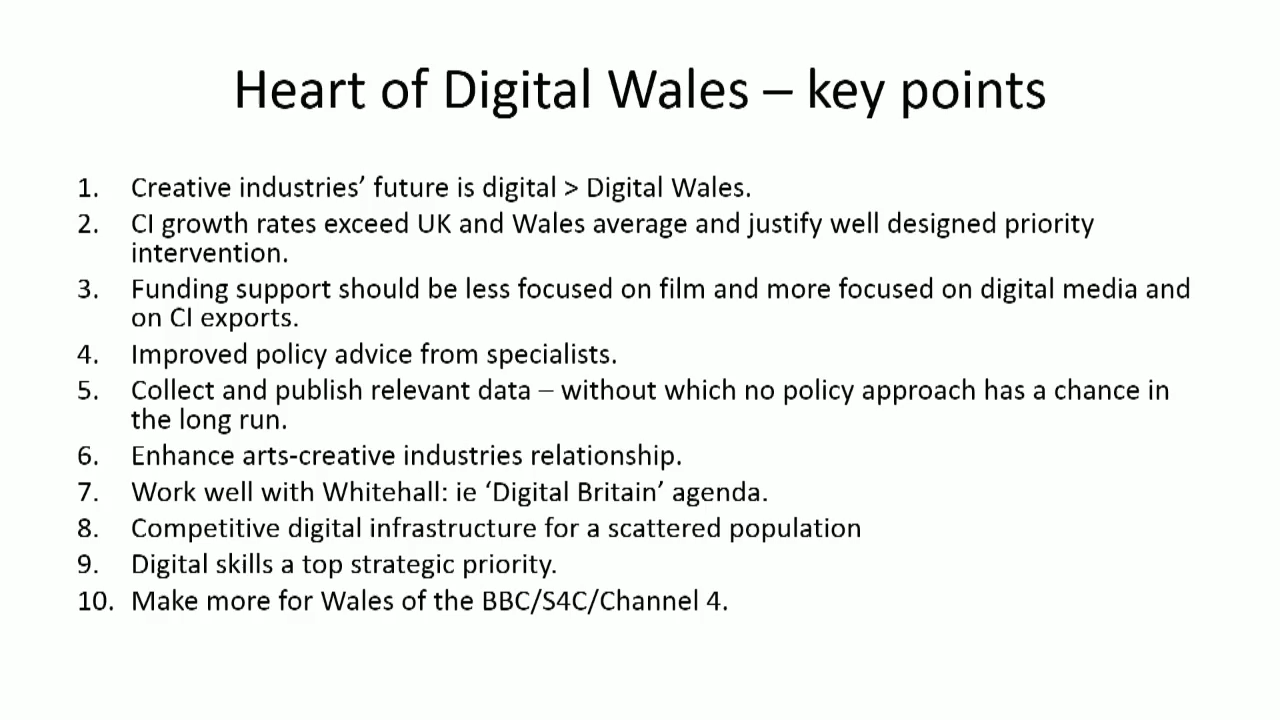 Heart of Digital Wales – key points
1. Creative industries’ future is digital > Digital Wales.
2. CI growth rates exceed UK and Wales average and justify well designed priority
intervention.
3. Funding support should be less focused on film and more focused on digital media and
on CI exports.
4. Improved policy advice from specialists.
5. Collect and publish relevant data – without which no policy approach has a chance in
the long run.
6. Enhance arts-creative industries relationship.
7. Work well with Whitehall: ie ‘Digital Britain’ agenda.
8. Competitive digital infrastructure for a scattered population
9. Digital skills a top strategic priority.
10. Make more for Wales of the BBC/S4C/Channel 4.